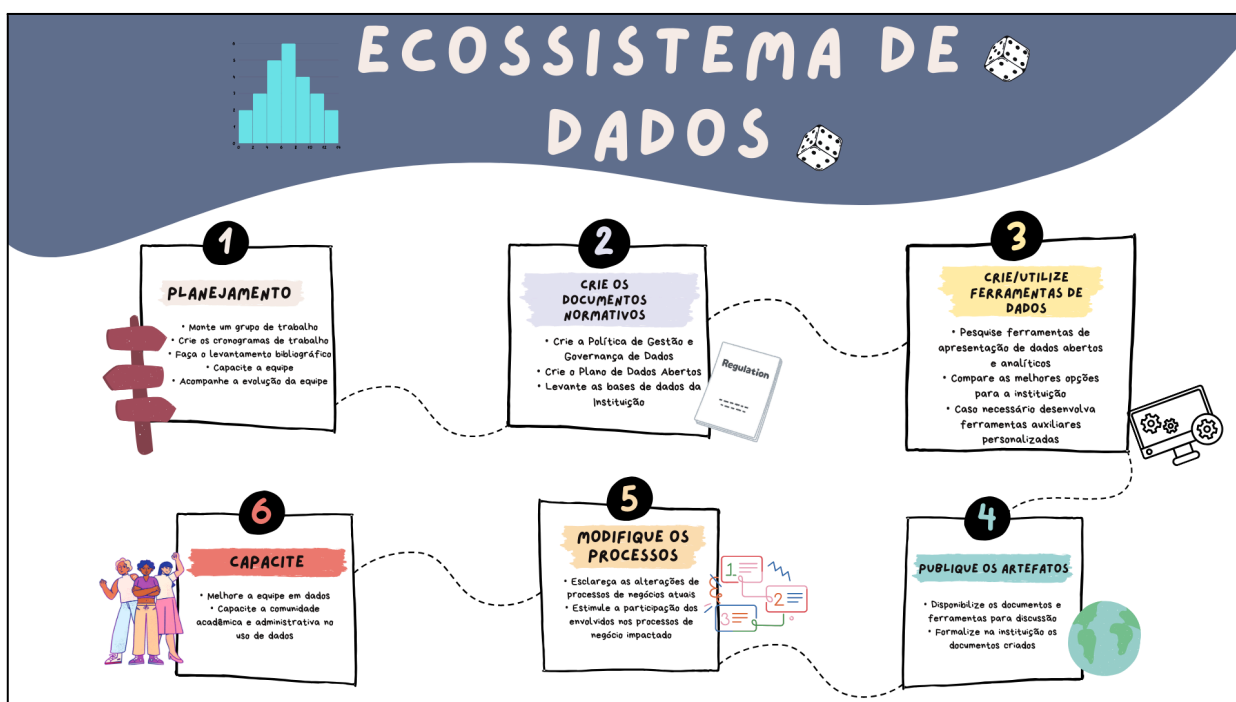 ECOSSISTEMA DE
DADOS
1
PLANEJAMENTO
• Monte um grupo de trabalho
• Crie os cronogramas de trabalho
• Faça o levantamento bibliográfico
• Capacite a equipe
• Acompanhe a evolução da equipe
2
CRIE OS
DOCUMENTOS
NORMATIVOS
• Crie a Política de Gestão e
Governança de Dados
• Crie o Plano de Dados Abertos
• Levante as bases de dados da
Instituição
Regulation
3
CRIE/UTILIZE
FERRAMENTAS DE
DADOS
• Pesquise ferramentas de
apresentação de dados abertos
e analíticos
• Compare as melhores opções
para a instituição
• Caso necessário desenvolva
ferramentas auxiliares
personalizadas
4
PUBLIQUE OS ARTEFATOS
• Disponibilize os documentos e
ferramentas para discussão
• Formalize na instituição os
documentos criados
5
MODIFIQUE OS
PROCESSOS
• Esclareça as alterações de
processos de negócios atuais
• Estimule a participação dos
envolvidos nos processos de
negócio impactado
1
2
3
6
CAPACITE
• Melhore a equipe em dados
• Capacite a comunidade
acadêmica e administrativa no
uso de dados